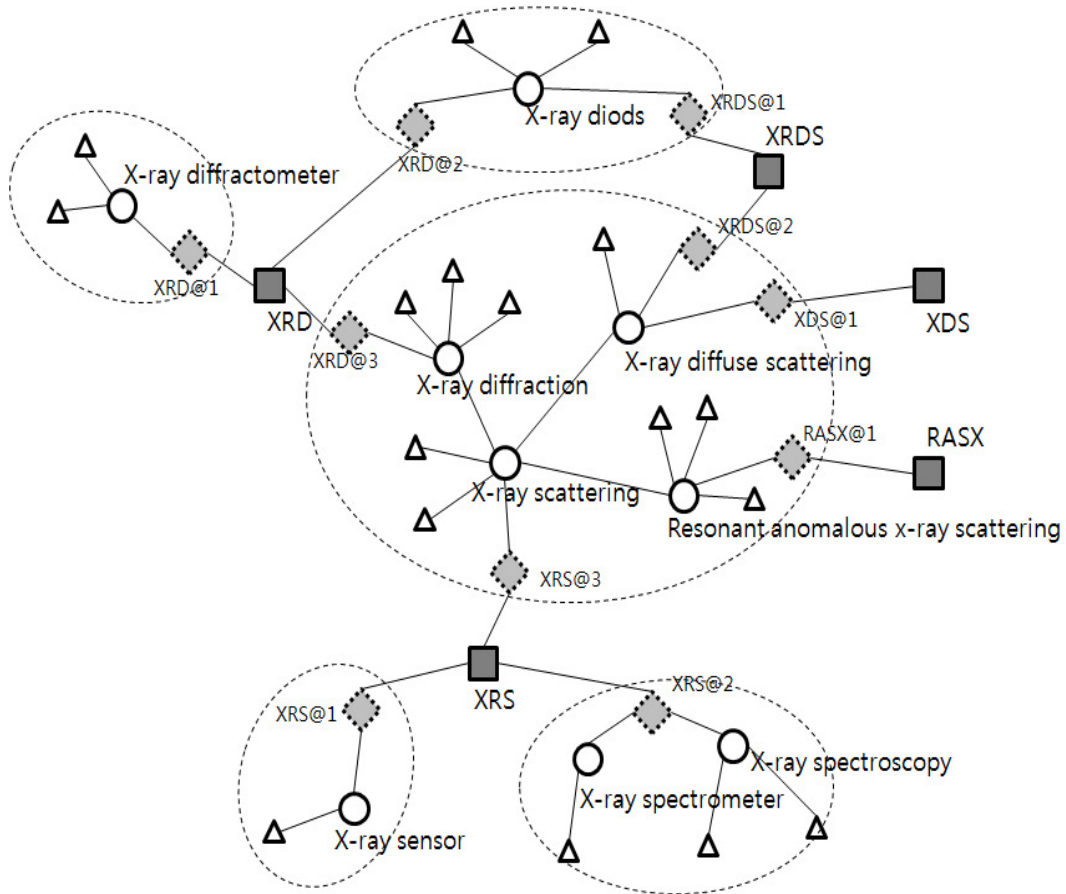 XRDS@1
X-ray diods
XRDS
XRD@2
X-ray diffractometer
XRDS@2
XRD@1
XRD
XDS@1
XDS
XRD@3
X-ray diffuse scattering
X-ray diffraction
RASX@1
RASX
X-ray scattering
Resonant anomalous x-ray scattering
XRS@3
XRS
XRS@2
XRS@1
X-ray spectroscopy
X-ray spectrometer
X-ray sensor